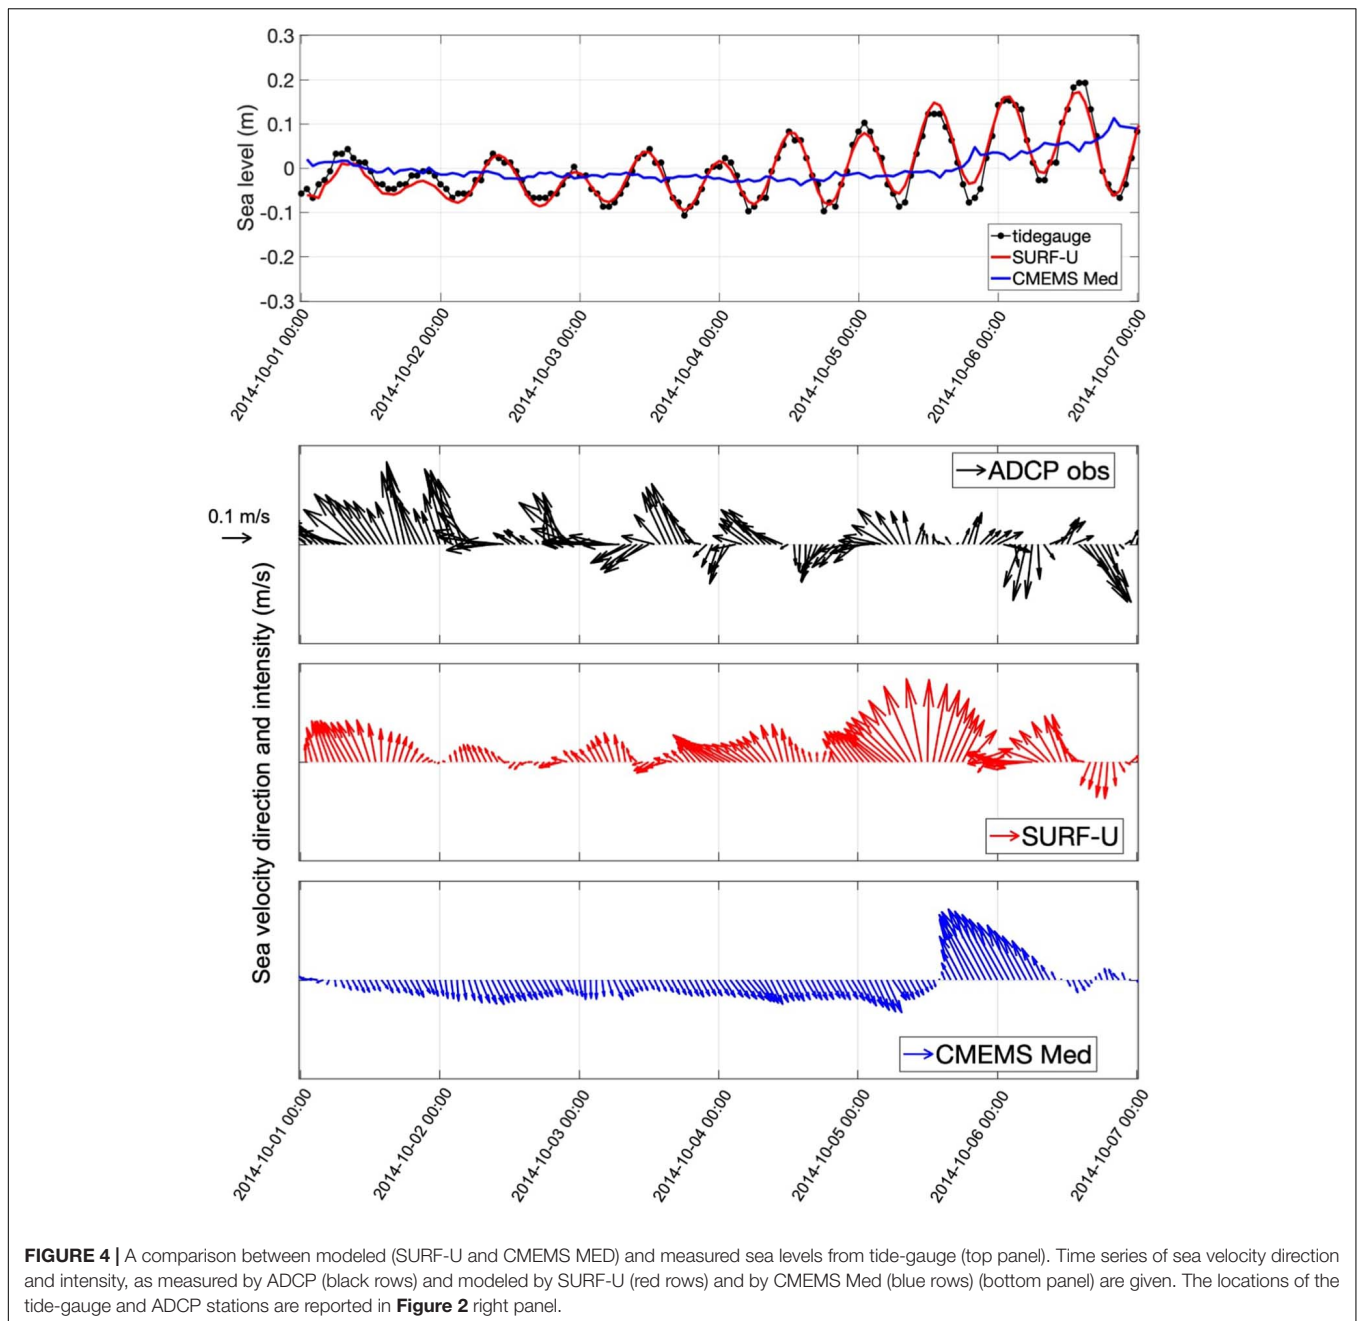 0.3
0.2
0.1
0
-0.1
-0.2
-0.3
Sea level (m)
tidegauge
SURF-U
CMEMS Med
2014-10-01 00:00
2014-10-02 00:00
2014-10-03 00:00
2014-10-04 00:00
2014-10-05 00:00
2014-10-06 00:00
2014-10-07 00:00
ADCP obs
0.1 m/s
Sea velocity direction and intensity (m/s)
SURF-U
CMEMS Med
2014-10-01 00:00
2014-10-02 00:00
2014-10-03 00:00
2014-10-04 00:00
2014-10-05 00:00
2014-10-06 00:00
2014-10-07 00:00
FIGURE 4 | A comparison between modeled (SURF-U and CMEMS MED) and measured sea levels from tide-gauge (top panel). Time series of sea velocity direction
and intensity, as measured by ADCP (black rows) and modeled by SURF-U (red rows) and by CMEMS Med (blue rows) (bottom panel) are given. The locations of the
tide-gauge and ADCP stations are reported in Figure 2 right panel.